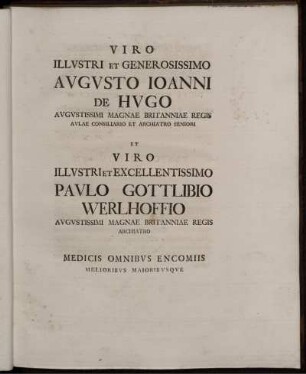 VIRO
ILLVSTRI ET GENEROSISSIMO
AVGVSTO IOANNI
DE HVGO
AVGVSTISSIMI MAGNAE BRITANNIAE REGIS
AVLAE CONSILIARIO ET ARCHIATRO SENIORI
ET
VIRO
ILLVSTRI ET EXCELLENTISSIMO
PAVLO GOTTLIBIO
WERLHOFFIO
AVGVSTISSIMI MAGNAE BRITANNIAE REGIS
ARCHIATRO
MEDICIS OMNIBVS ENCOMIIS
MELIORIBVS MAIORIBVSQVE